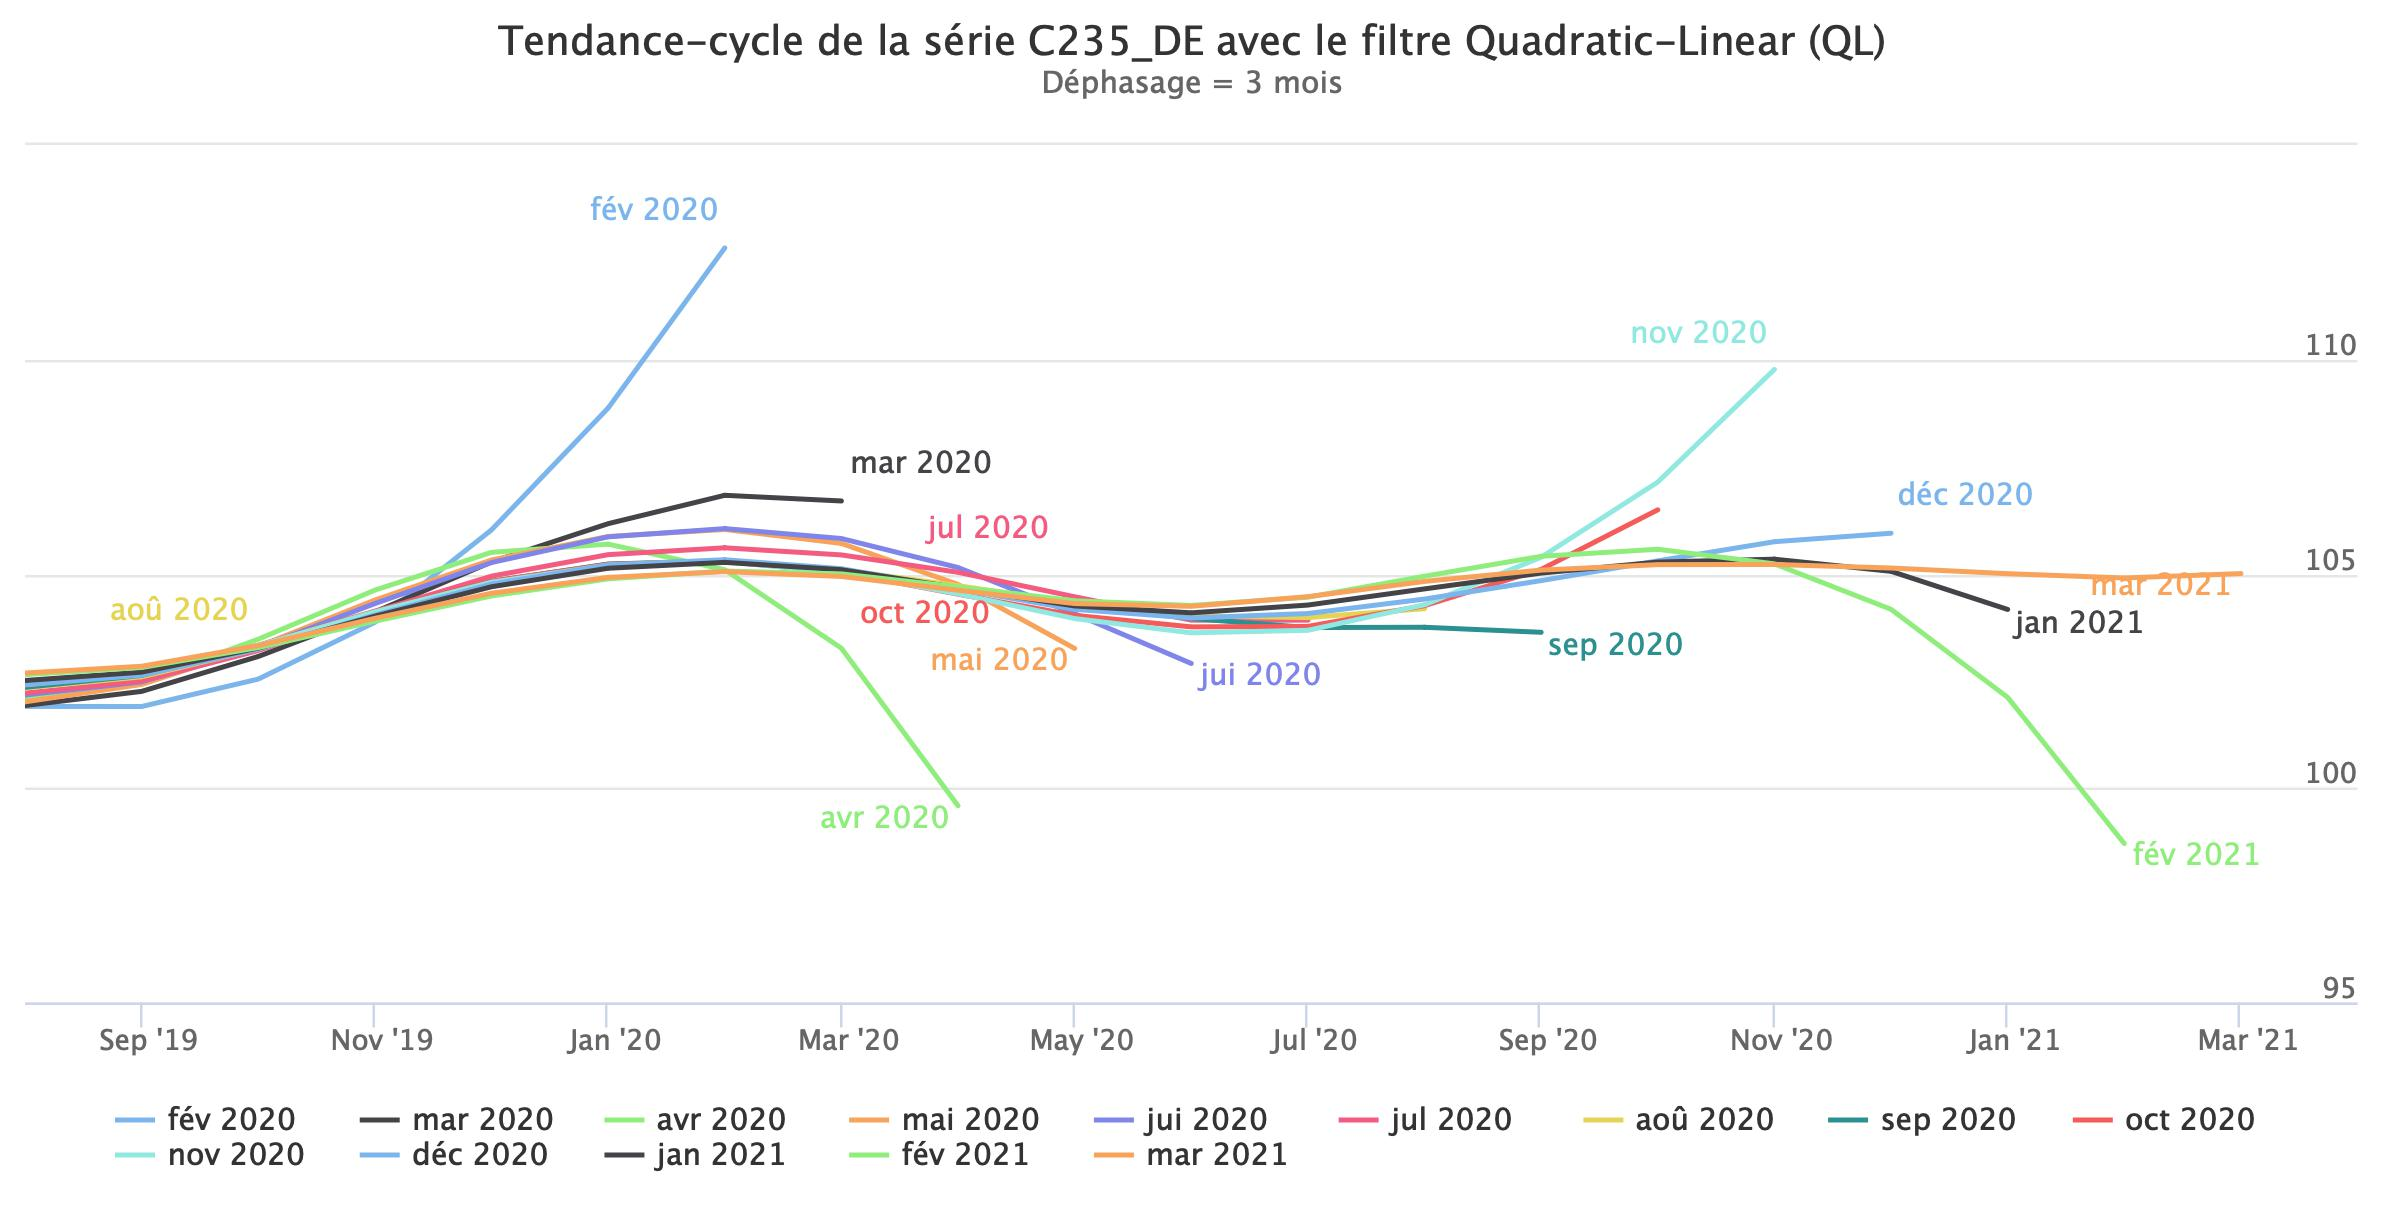 Tendance-cycle de la série C235_DE avec le filtre Quadratic-Linear (QL)
Déphasage = 3 mois
fév 2020
nov 2020
110
mar 2020
déc 2020
jul 2020
105
mar 2021
aoû 2020
oct 2020
jan 2021
sep 2020
mai 2020
jui 2020
100
avr 2020
fév 2021
95
Sep '19 Nov '19 Jan '20 Mar '20 May '20 Jul '20 Sep '20 Nov '20 Jan '21 Mar '21
fév 2020 mar 2020 avr 2020 mai 2020 jui 2020 jul 2020 aoû 2020 sep 2020 oct 2020
nov 2020 déc 2020 jan 2021 fév 2021 mar 2021